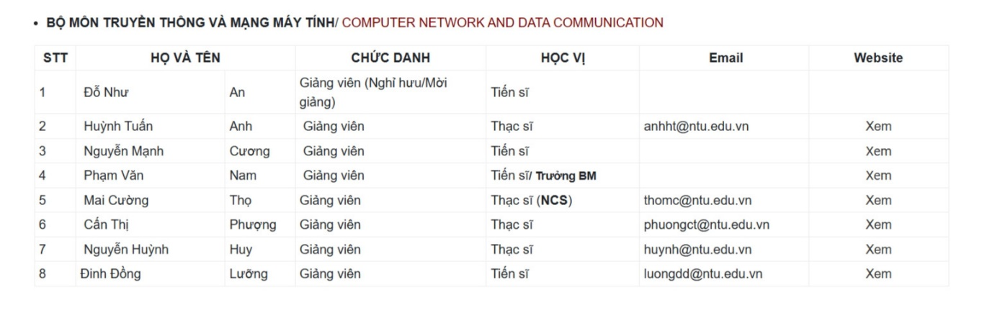 • BỘ MÔN TRUYỀN THÔNG VÀ MẠNG MÁY TÍNH/ COMPUTER NETWORK AND DATA COMMUNICATION
STT HỌ VÀ TÊN CHỨC DANH HỌC VỊ Email Website
1 Đỗ Như An Giảng viên (Nghỉ hưu/Mời giảng) Tiến sĩ
2 Huỳnh Tuấn Anh Giảng viên Thạc sĩ anhht@ntu.edu.vn Xem
3 Nguyễn Mạnh Cương Giảng viên Tiến sĩ Xem
4 Phạm Văn Nam Giảng viên Tiến sĩ/ Trưởng BM Xem
5 Mai Cường Thọ Giảng viên Thạc sĩ (NCS) thomc@ntu.edu.vn Xem
6 Cấn Thị Phượng Giảng viên Thạc sĩ phuongct@ntu.edu.vn Xem
7 Nguyễn Huỳnh Huy Giảng viên Thạc sĩ huynh@ntu.edu.vn Xem
8 Đinh Đồng Lưỡng Giảng viên Tiến sĩ luongdd@ntu.edu.vn Xem